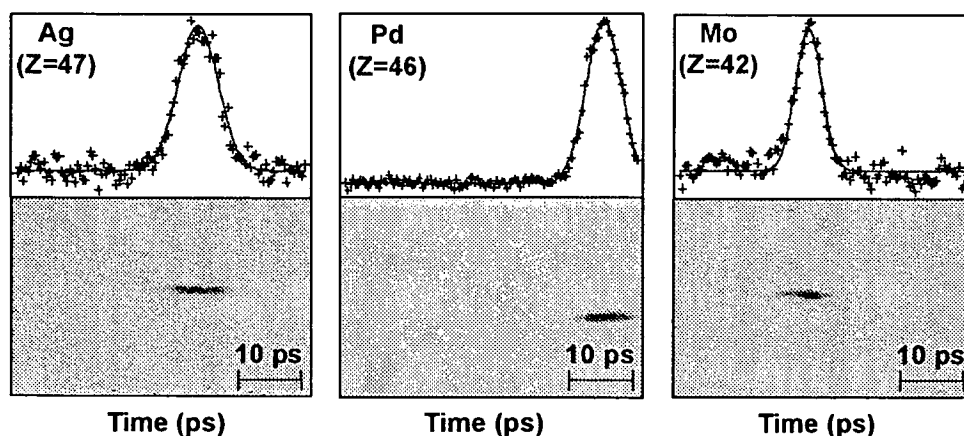 Ag
(Z=47)
10 ps
Time (ps)
Pd
(Z=46)
10 ps
Time (ps)
Mo
(Z=42)
10 ps
Time (ps)